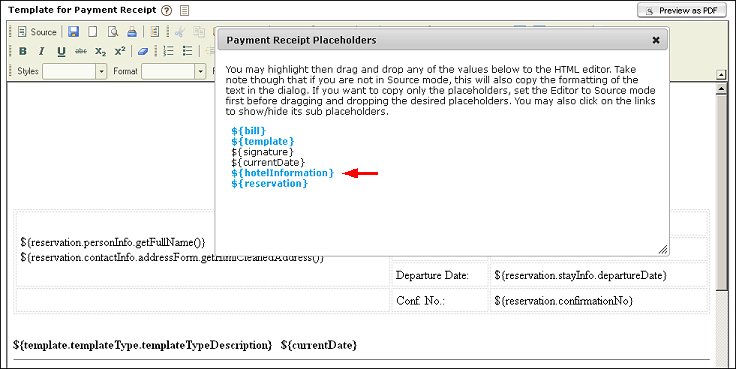 Template for Payment Receipt
Preview as PDF
Source
Payment Receipt Placeholders
B I U abc x₂ x²
Styles Format
You may highlight then drag and drop any of the values below to the HTML editor. Take
note though that if you are not in Source mode, this will also copy the formatting of the
text in the dialog. If you want to copy only the placeholders, set the Editor to Source mode
first before dragging and dropping the desired placeholders. You may also click on the links
to show/hide its sub placeholders.
${bill}
${template}
${signature}
${currentDate}
${hotelInformation}
${reservation}
${reservation.personInfo.getFullName()}
${reservation.contactInfo.addressForm.getHtmlCleanedAddress()}
Departure Date: ${reservation.stayInfo.departureDate}
Conf. No.: ${reservation.confirmationNo}
${template.templateType.templateTypeDescription} ${currentDate}